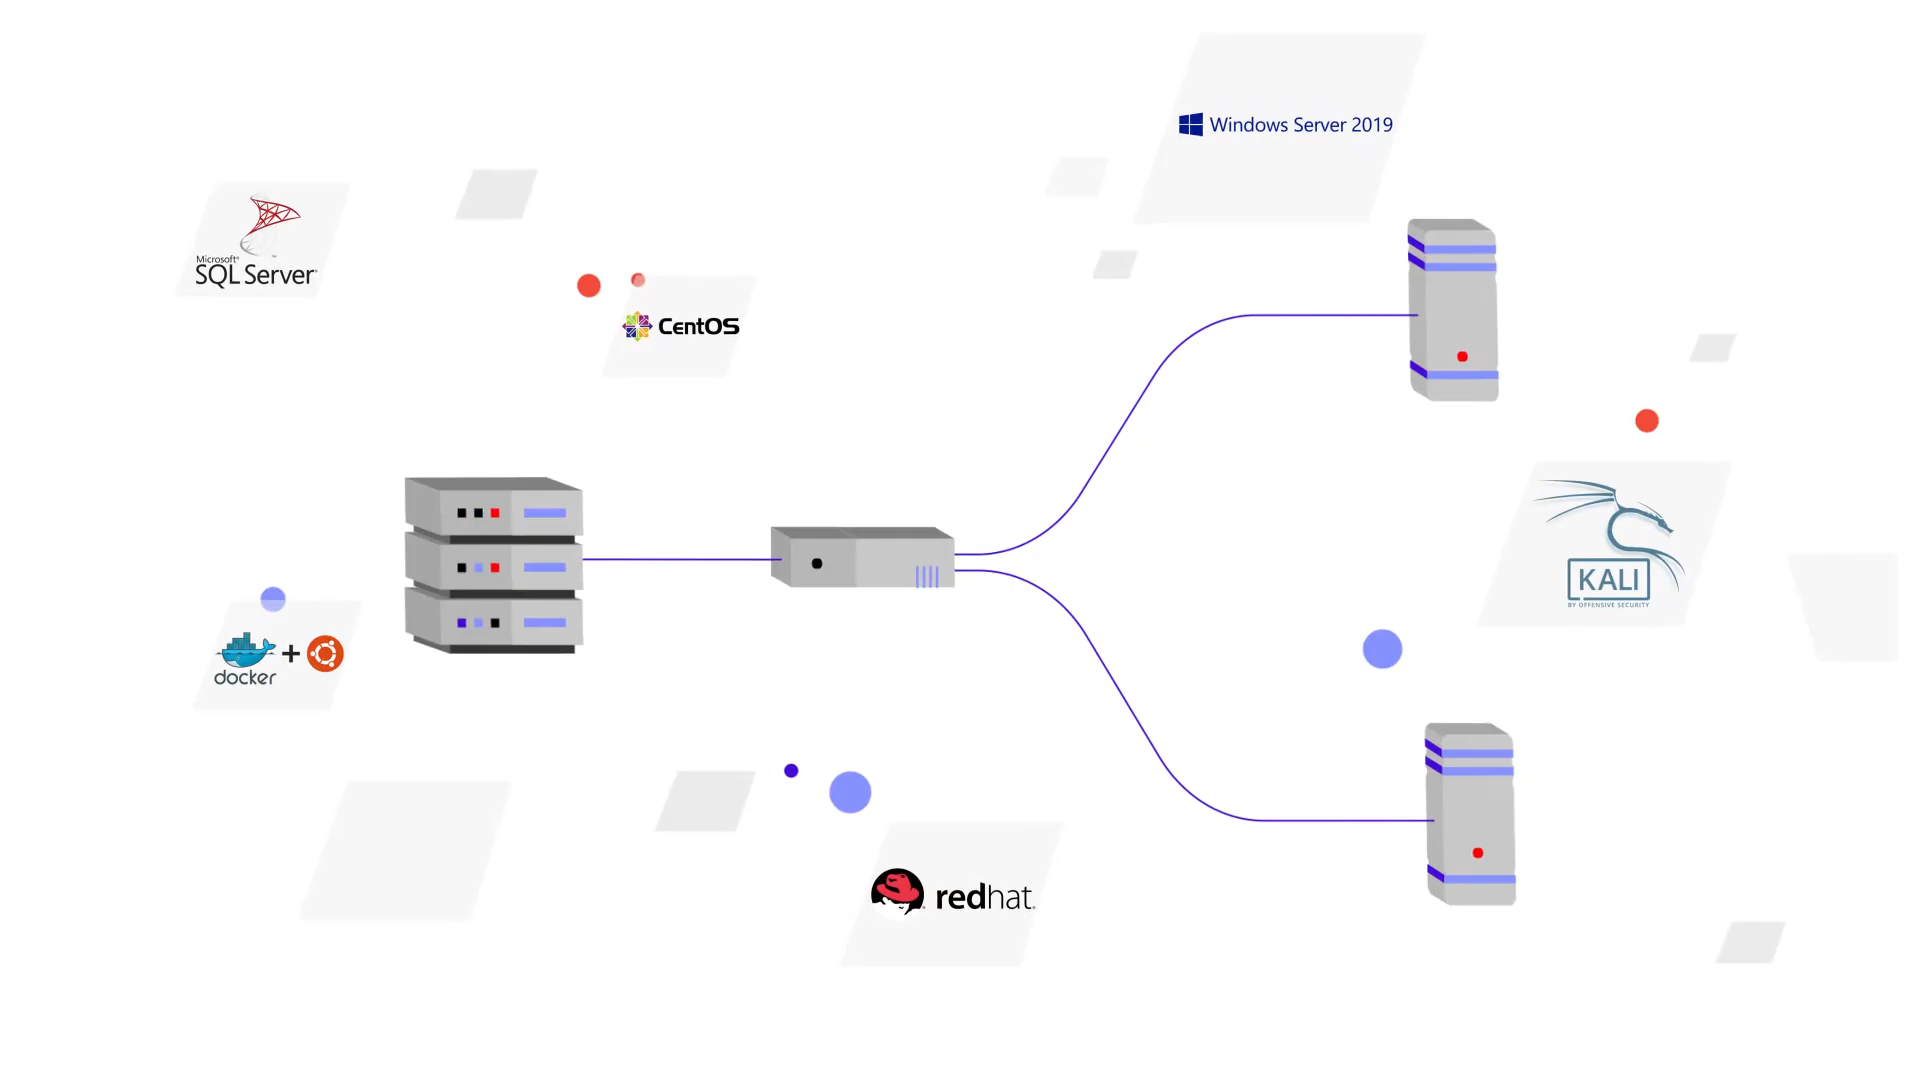 Windows Server 2019
Microsoft®
SQL Server®
CentOS
KALI
BY OFFENSIVE SECURITY
docker
+
redhat.